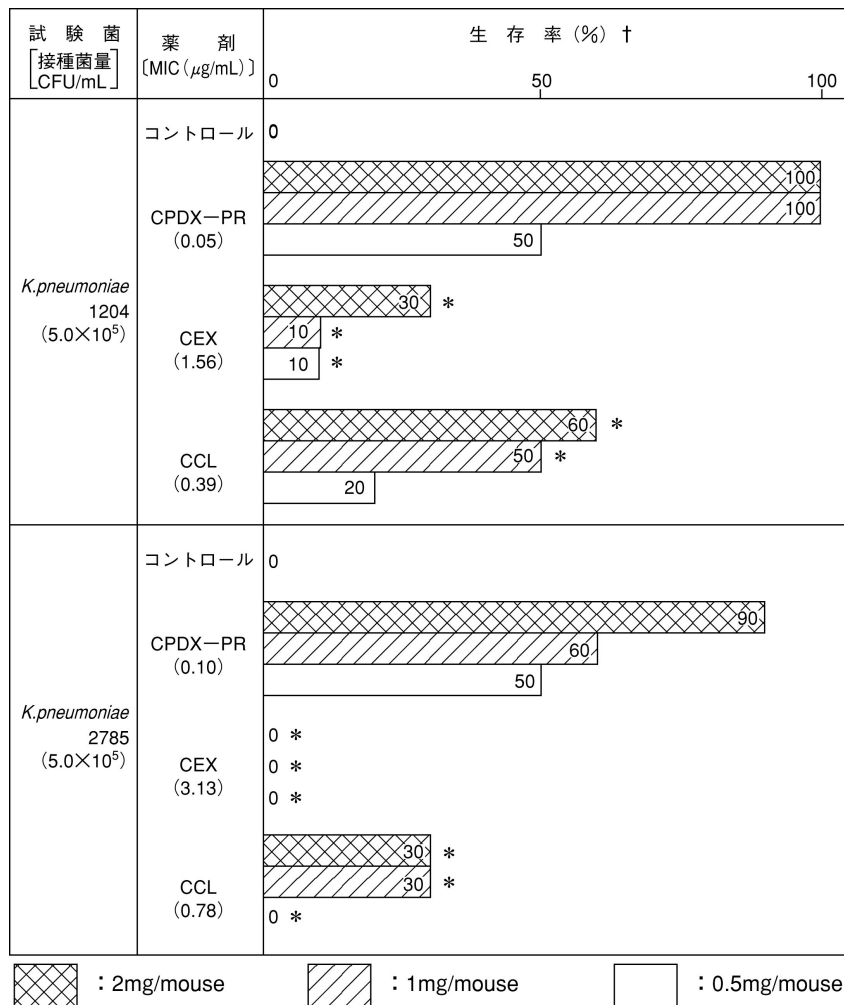 試験菌 薬剤 生存率(%)†
[接種菌量 CFU/mL] 〔MIC(μg/mL)〕 0 50 100
コントロール 0
100
100
CPDX－PR
(0.05)
50
K.pneumoniae
1204
(5.0×10⁵)
30 *
10 *
CEX
(1.56)
10 *
60 *
50 *
CCL
(0.39)
20
コントロール 0
90
60
CPDX－PR
(0.10)
50
K.pneumoniae
2785
(5.0×10⁵)
0 *
0 *
CEX
(3.13)
0 *
30 *
30 *
CCL
(0.78)
0 *
：2mg/mouse ：1mg/mouse ：0.5mg/mouse